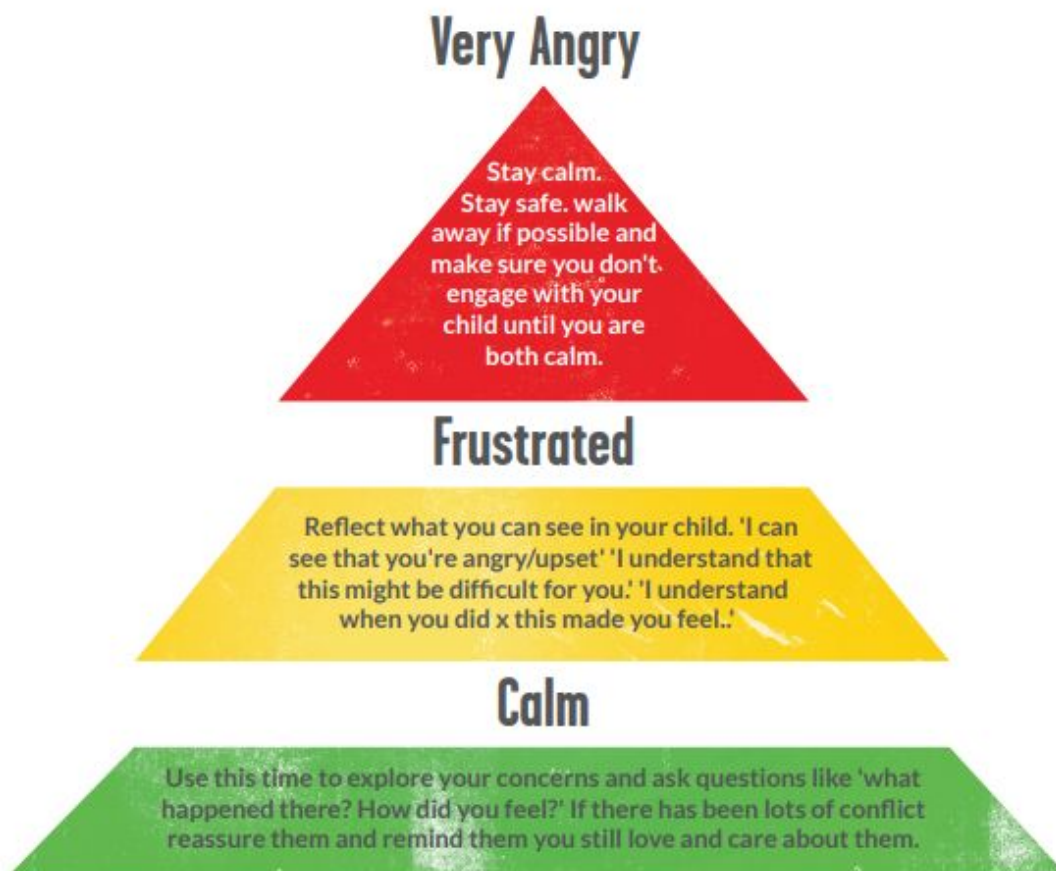 Very Angry
Stay calm.
Stay safe. walk
away if possible and
make sure you don't
engage with your
child until you are
both calm.
Frustrated
Reflect what you can see in your child. 'I can
see that you're angry/upset' 'I understand that
this might be difficult for you.' 'I understand
when you did x this made you feel..'
Calm
Use this time to explore your concerns and ask questions like 'what
happened there? How did you feel?' If there has been lots of conflict
reassure them and remind them you still love and care about them.